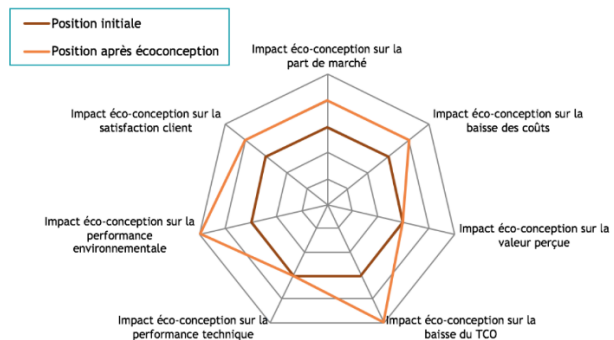 Position initiale
Position après écoconception
Impact éco-conception sur la
part de marché
Impact éco-conception sur la
satisfaction client
Impact éco-conception sur la
baisse des coûts
Impact éco-conception sur la
performance
environnementale
Impact éco-conception sur la
valeur perçue
Impact éco-conception sur la
performance technique
Impact éco-conception sur la
baisse du TCO